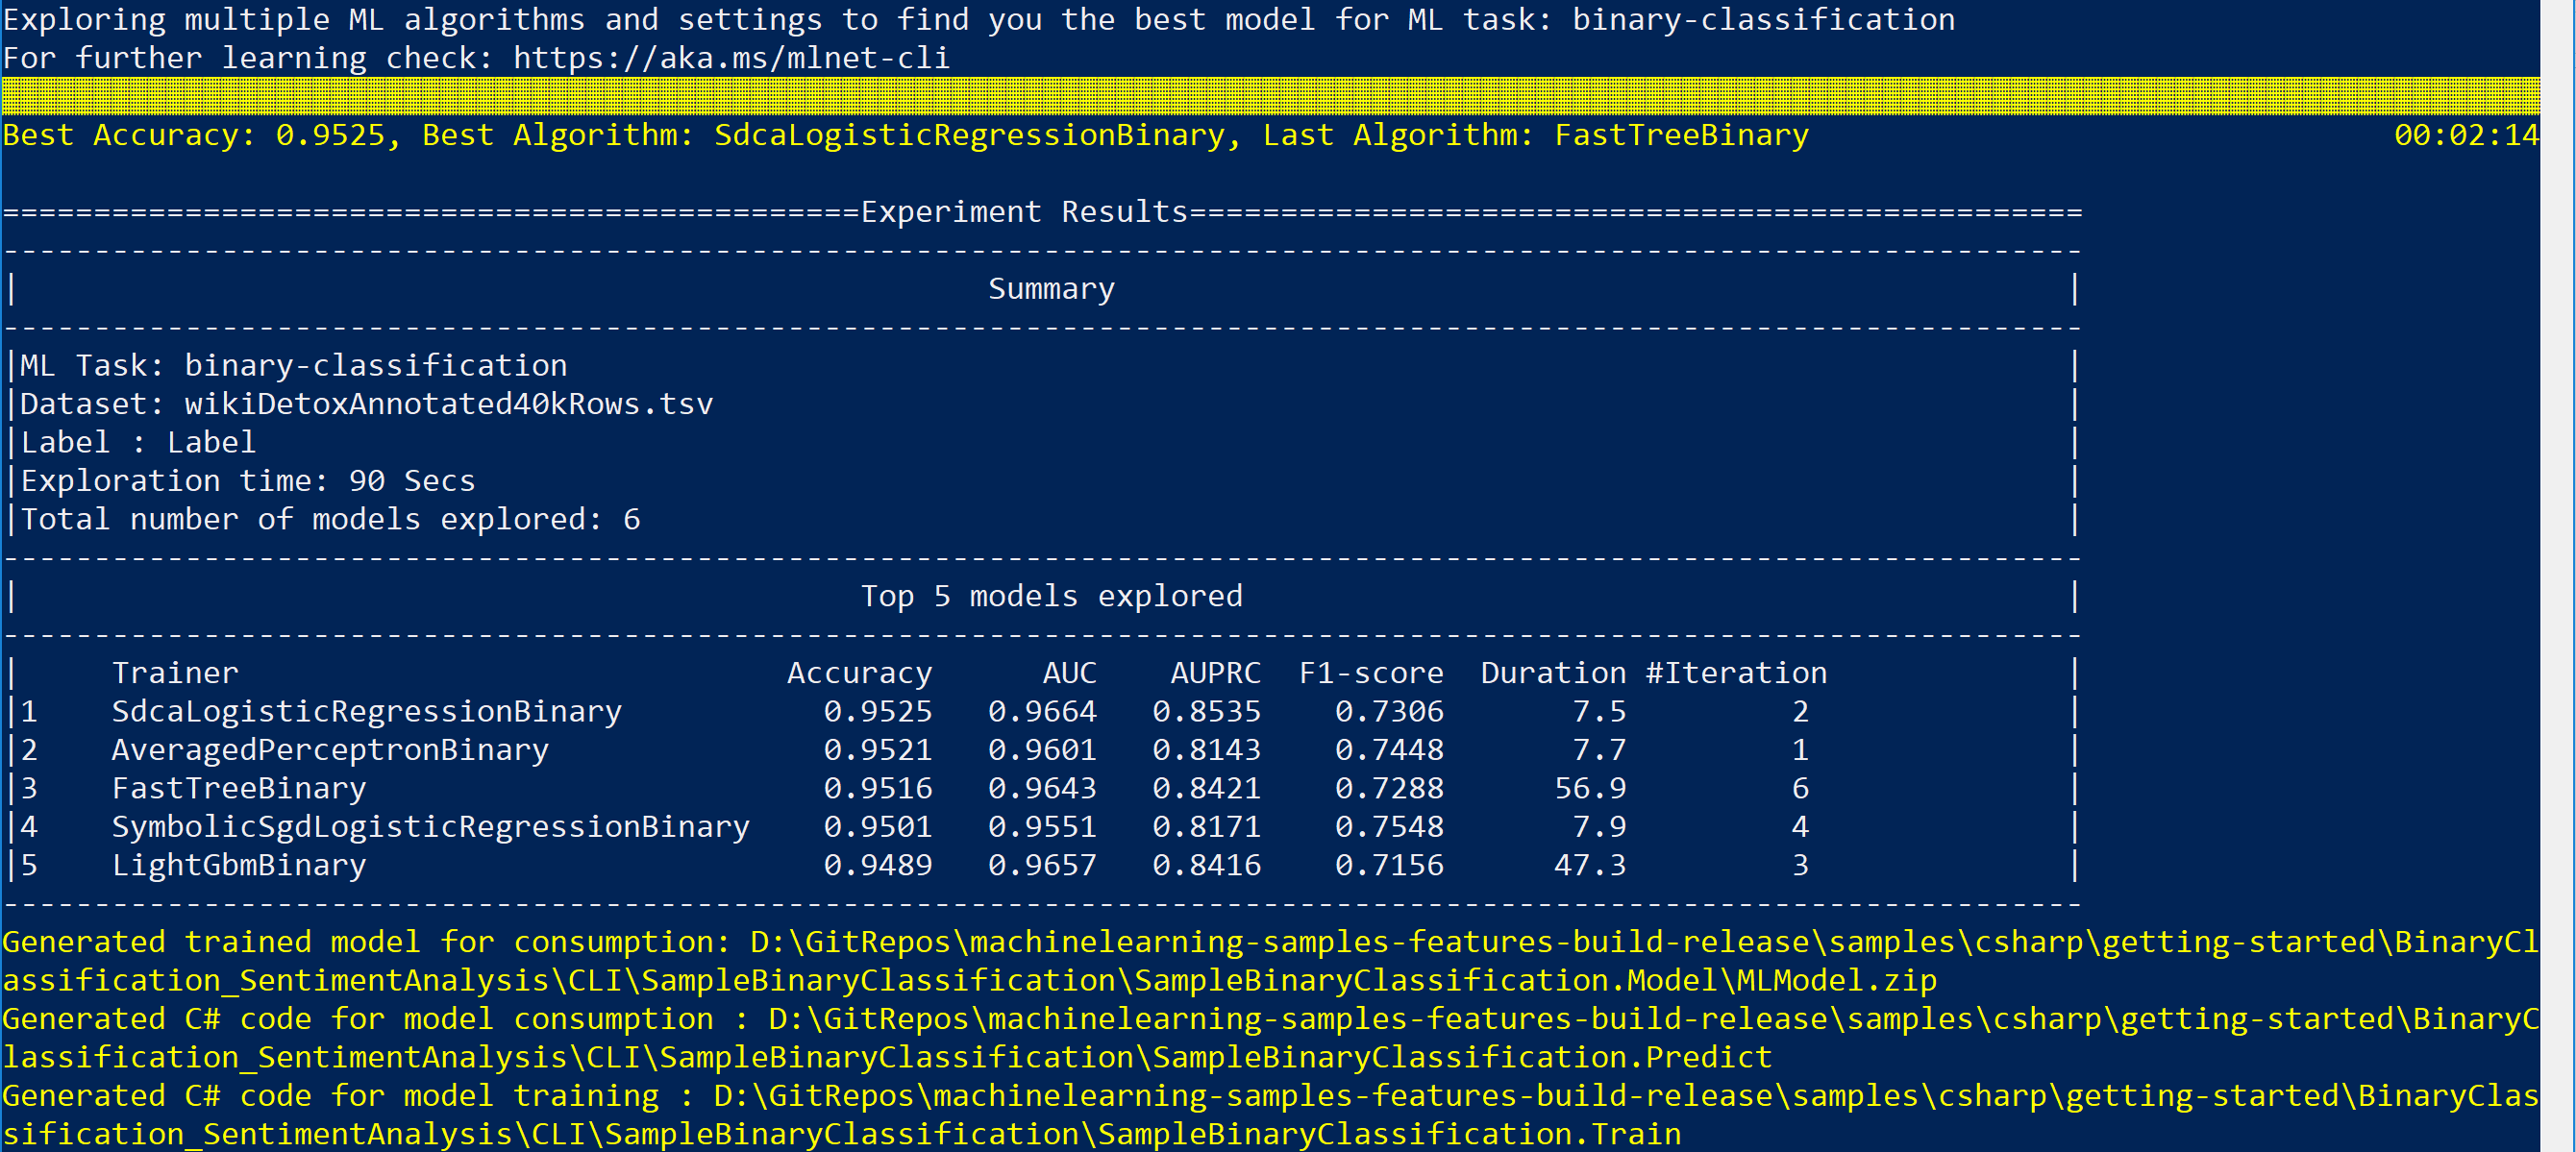 Exploring multiple ML algorithms and settings to find you the best model for ML task: binary-classification
For further learning check: https://aka.ms/mlnet-cli
Best Accuracy: 0.9525, Best Algorithm: SdcaLogisticRegressionBinary, Last Algorithm: FastTreeBinary 00:02:14
===============================================Experiment Results=================================================
------------------------------------------------------------------------------------------------------------------
| Summary |
------------------------------------------------------------------------------------------------------------------
|ML Task: binary-classification |
|Dataset: wikiDetoxAnnotated40kRows.tsv |
|Label : Label |
|Exploration time: 90 Secs |
|Total number of models explored: 6 |
------------------------------------------------------------------------------------------------------------------
| Top 5 models explored |
------------------------------------------------------------------------------------------------------------------
| Trainer Accuracy AUC AUPRC F1-score Duration #Iteration |
|1 SdcaLogisticRegressionBinary 0.9525 0.9664 0.8535 0.7306 7.5 2 |
|2 AveragedPerceptronBinary 0.9521 0.9601 0.8143 0.7448 7.7 1 |
|3 FastTreeBinary 0.9516 0.9643 0.8421 0.7288 56.9 6 |
|4 SymbolicSgdLogisticRegressionBinary 0.9501 0.9551 0.8171 0.7548 7.9 4 |
|5 LightGbmBinary 0.9489 0.9657 0.8416 0.7156 47.3 3 |
------------------------------------------------------------------------------------------------------------------
Generated trained model for consumption: D:\GitRepos\machinelearning-samples-features-build-release\samples\csharp\getting-started\BinaryCl
assification_SentimentAnalysis\CLI\SampleBinaryClassification\SampleBinaryClassification.Model\MLModel.zip
Generated C# code for model consumption : D:\GitRepos\machinelearning-samples-features-build-release\samples\csharp\getting-started\BinaryC
lassification_SentimentAnalysis\CLI\SampleBinaryClassification\SampleBinaryClassification.Predict
Generated C# code for model training : D:\GitRepos\machinelearning-samples-features-build-release\samples\csharp\getting-started\BinaryClas
sification_SentimentAnalysis\CLI\SampleBinaryClassification\SampleBinaryClassification.Train